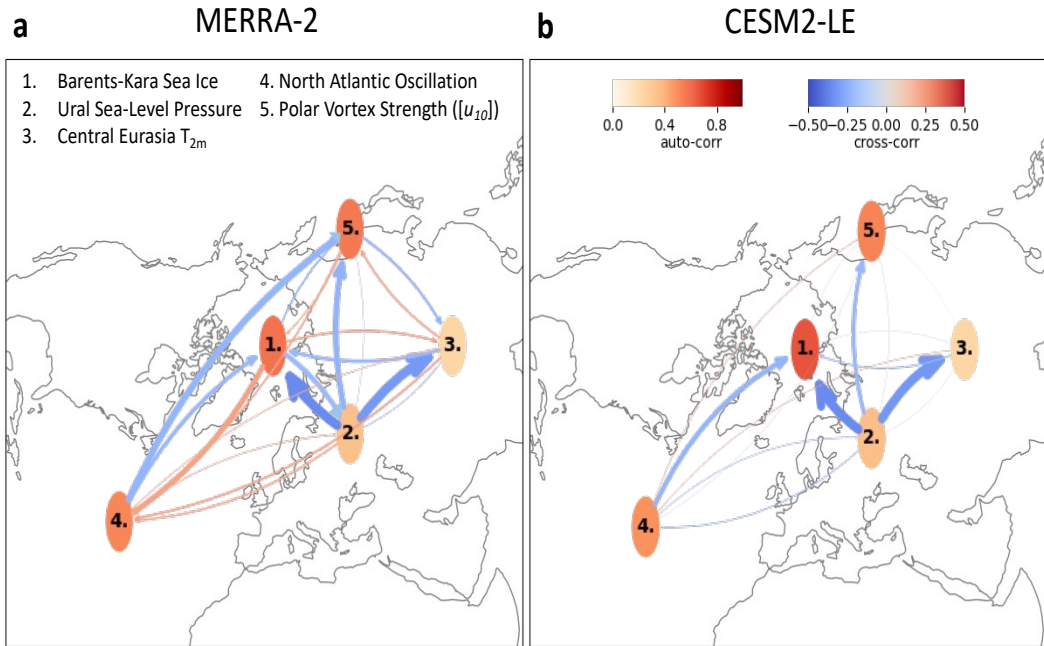 a MERRA-2
1. Barents-Kara Sea Ice 4. North Atlantic Oscillation
2. Ural Sea-Level Pressure 5. Polar Vortex Strength ([u10])
3. Central Eurasia T2m
5.
1. 3.
2.
4.
b CESM2-LE
0.0 0.4 0.8
auto-corr
−0.50−0.25 0.00 0.25 0.50
cross-corr
5.
1. 3.
2.
4.